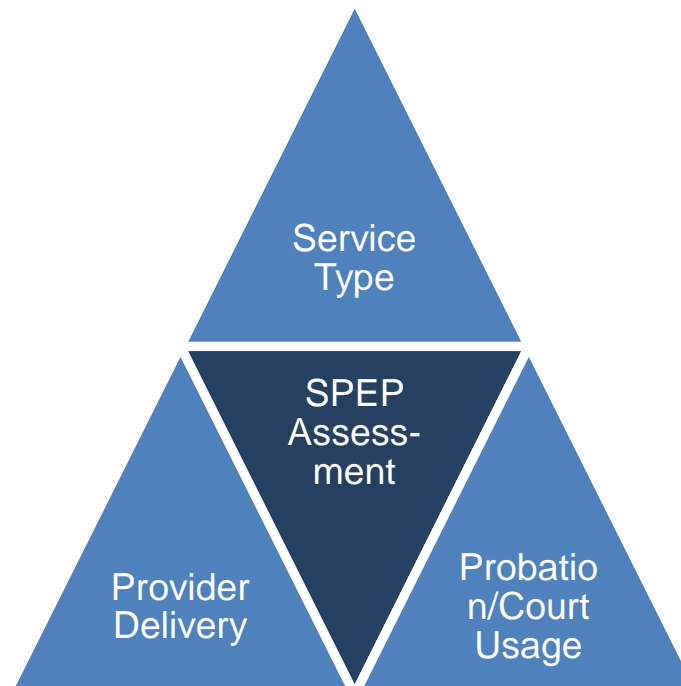 Service
Type
SPEP
Assess-
ment
Provider
Delivery
Probatio
n/Court
Usage